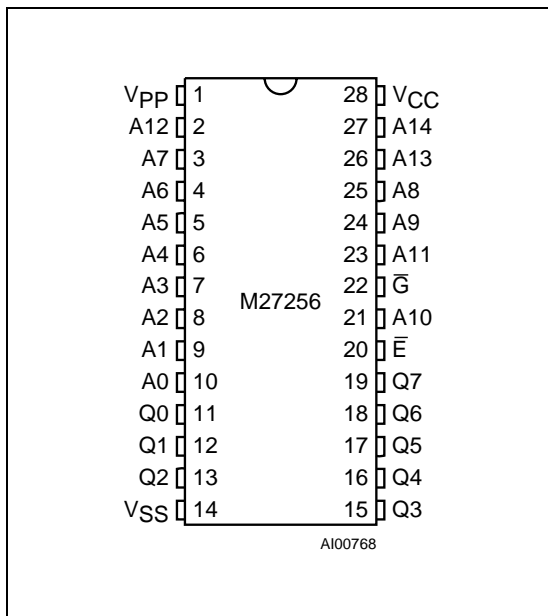 VPP 1 28 VCC
A12 2 27 A14
A7 3 26 A13
A6 4 25 A8
A5 5 24 A9
A4 6 23 A11
A3 7 22 G̅
M27256
A2 8 21 A10
A1 9 20 E̅
A0 10 19 Q7
Q0 11 18 Q6
Q1 12 17 Q5
Q2 13 16 Q4
VSS 14 15 Q3
AI00768